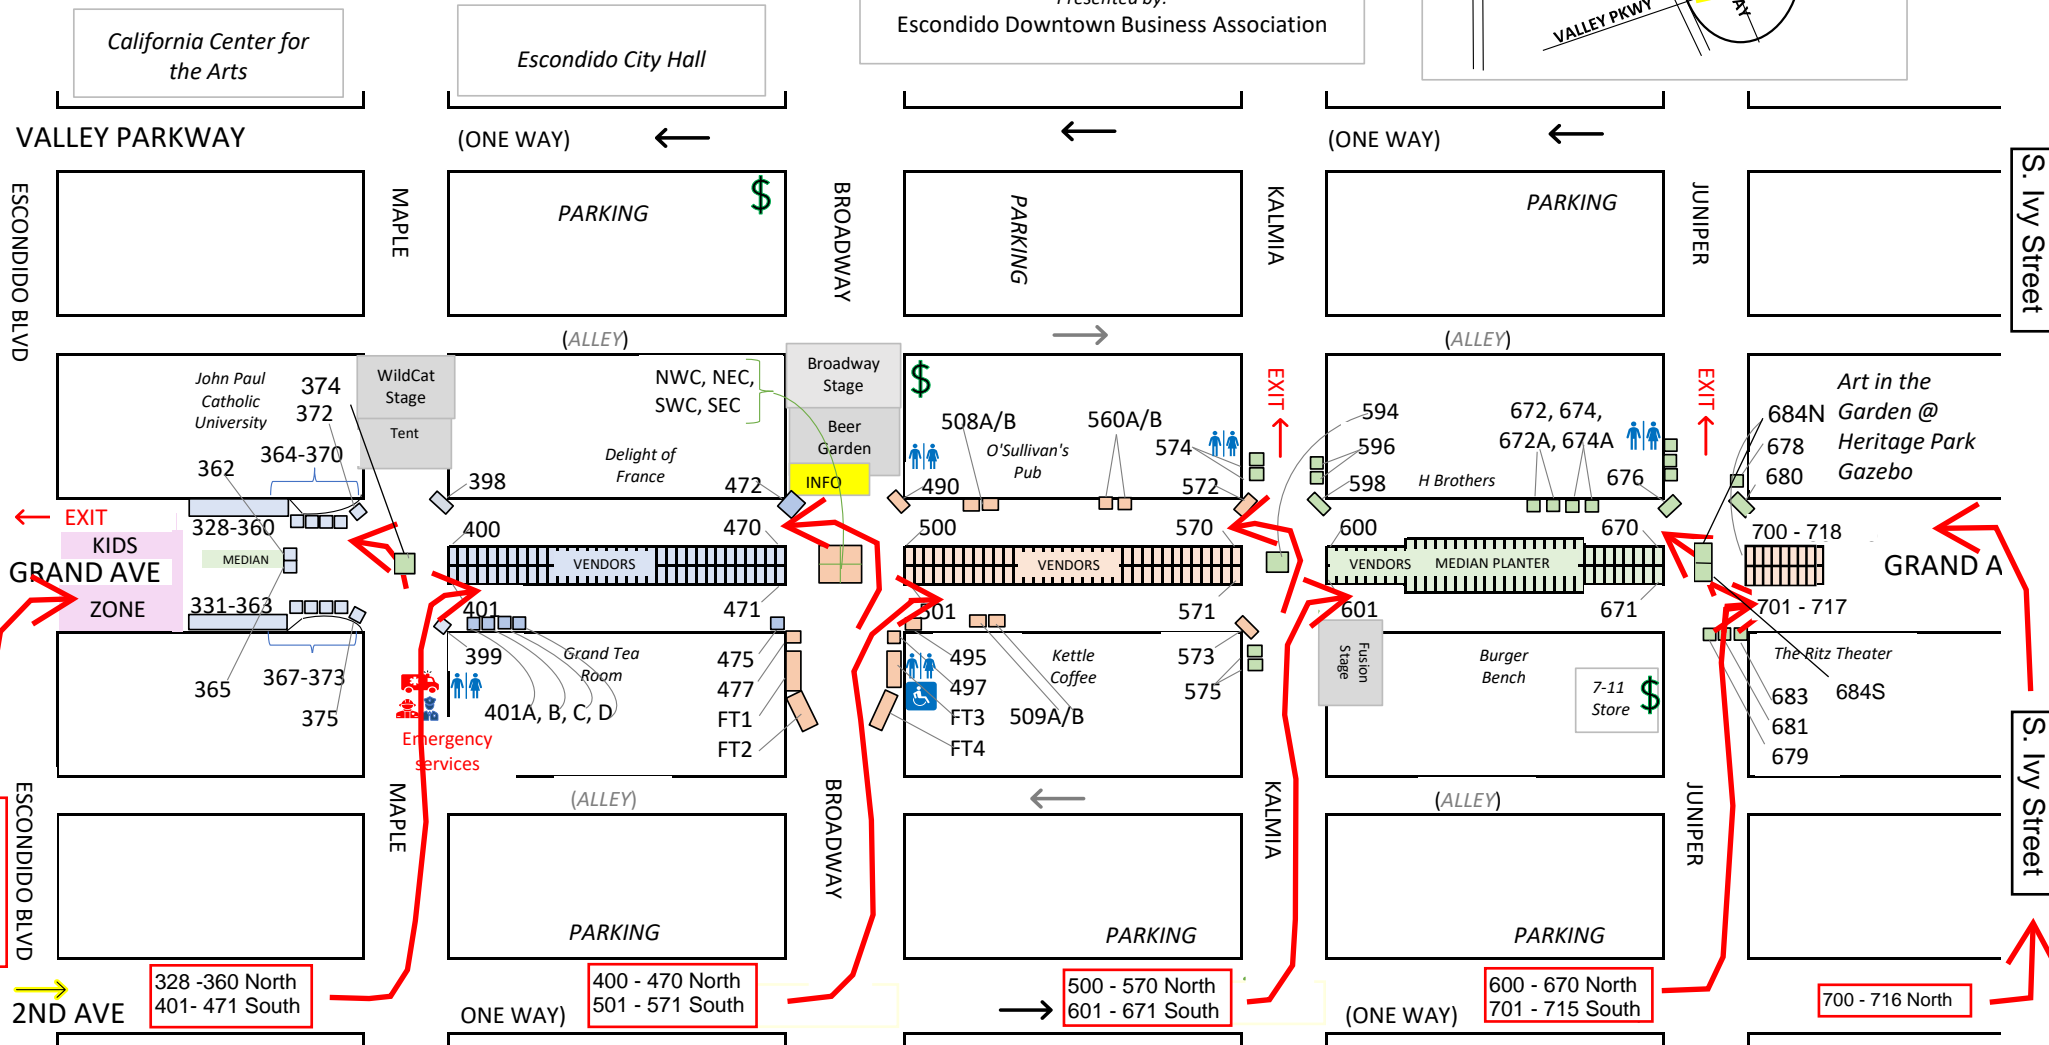 Presented by:
Escondido Downtown Business Association
California Center for
the Arts
Escondido City Hall
VALLEY PKWY
AY
VALLEY PARKWAY
(ONE WAY)
(ONE WAY)
ESCONDIDO BLVD
MAPLE
PARKING
$
BROADWAY
PARKING
KALMIA
PARKING
JUNIPER
S. Ivy Street
(ALLEY)
(ALLEY)
John Paul
Catholic
University
374
372
364-370
362
328-360
WildCat
Stage
Tent
NWC, NEC,
SWC, SEC
Delight of
France
398
472
Broadway
Stage
Beer
Garden
INFO
$
490
508A/B
O'Sullivan's
Pub
560A/B
574
572
EXIT
594
596
598
H Brothers
672, 674,
672A, 674A
676
EXIT
684N
678
680
Art in the
Garden @
Heritage Park
Gazebo
EXIT
KIDS
GRAND AVE
ZONE
MEDIAN
331-363
400
470
VENDORS
401
471
500
570
VENDORS
501
571
600
670
VENDORS
MEDIAN PLANTER
601
671
700 - 718
701 - 717
GRAND A
365
367-373
375
399
Emergency
services
401A, B, C, D
Grand Tea
Room
475
477
FT1
FT2
495
497
FT3
FT4
509A/B
Kettle
Coffee
573
575
Fusion
Stage
Burger
Bench
7-11
Store
$
The Ritz Theater
683
681
679
684S
(ALLEY)
(ALLEY)
ESCONDIDO BLVD
MAPLE
PARKING
BROADWAY
PARKING
KALMIA
PARKING
JUNIPER
S. Ivy Street
2ND AVE
328 -360 North
401- 471 South
ONE WAY)
400 - 470 North
501 - 571 South
500 - 570 North
601 - 671 South
(ONE WAY)
600 - 670 North
701 - 715 South
700 - 716 North